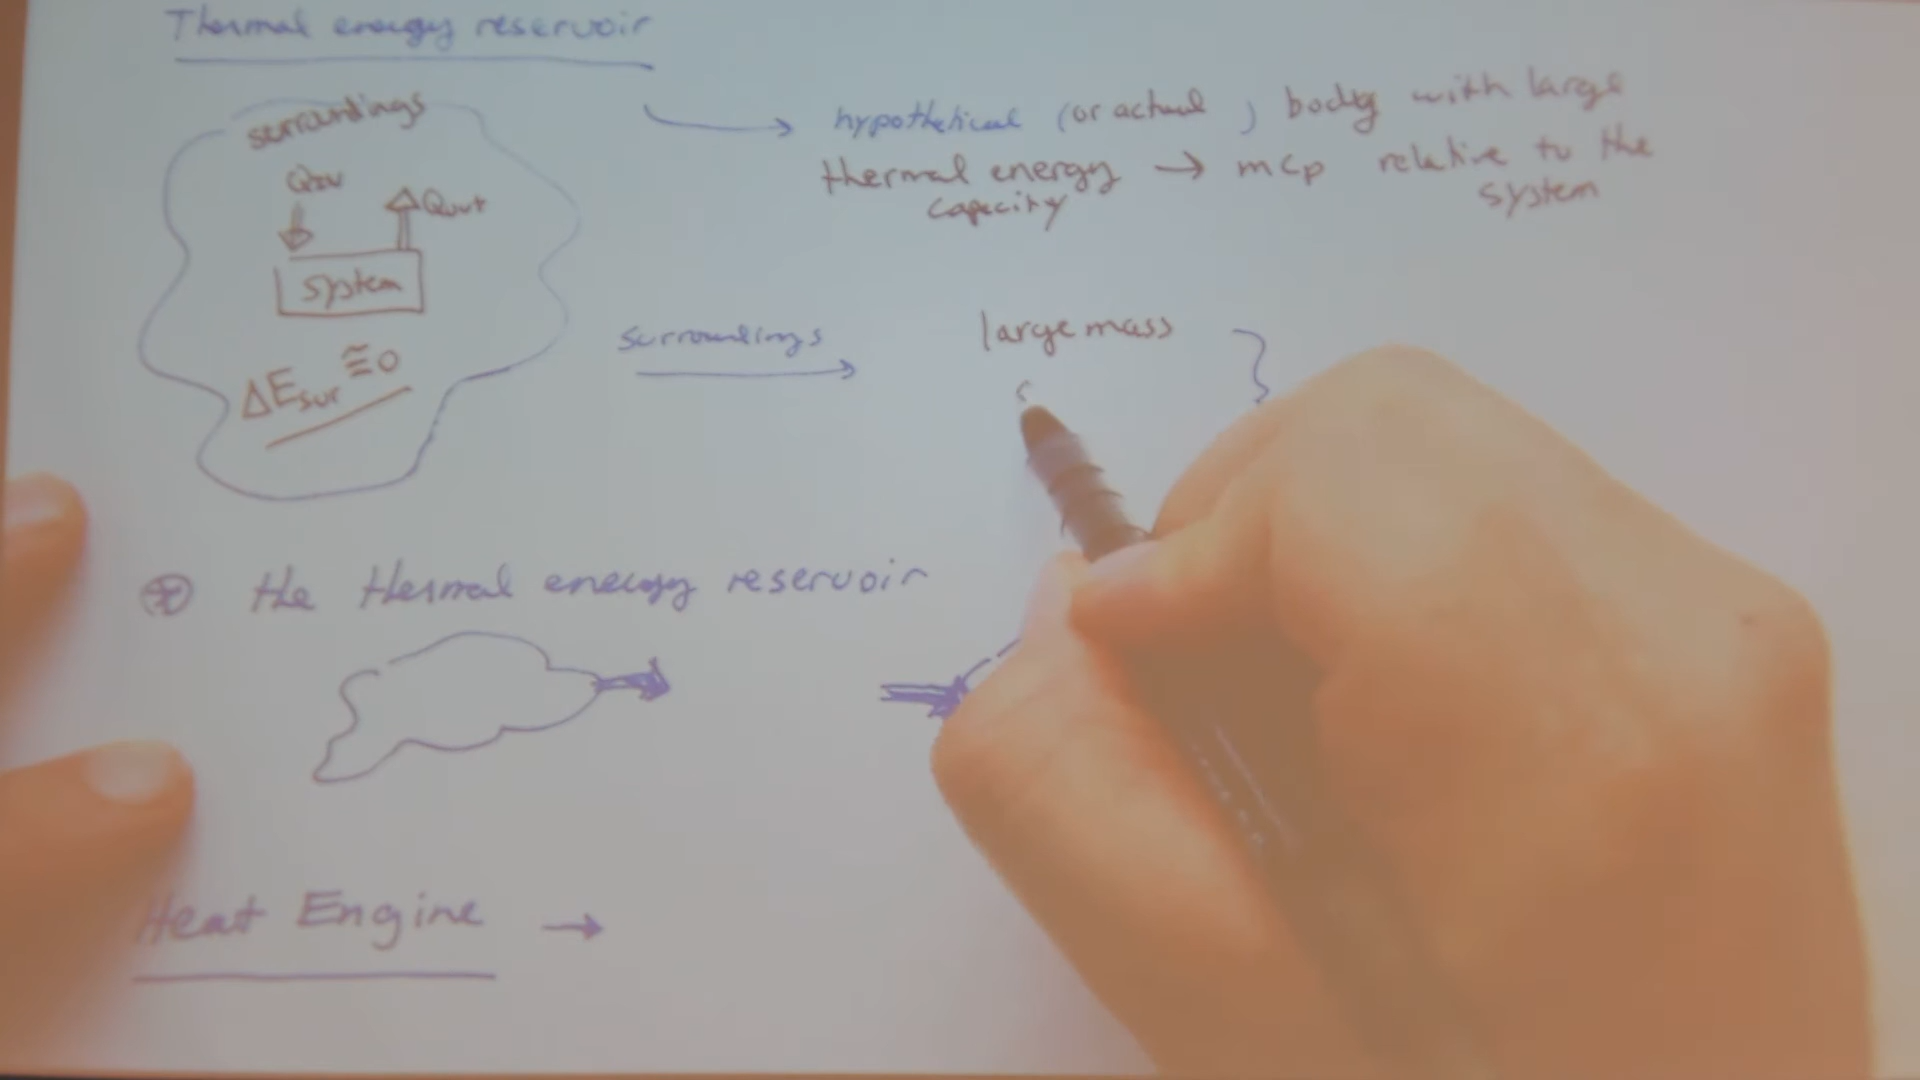 Thermal energy reservoir
surroundings
hypothetical (or actual) body with large
thermal energy → mcp relative to the
capacity
system
Qin
Qout
system
ΔEsur ≅ 0
surroundings
large mass
the thermal energy reservoir
Heat Engine →